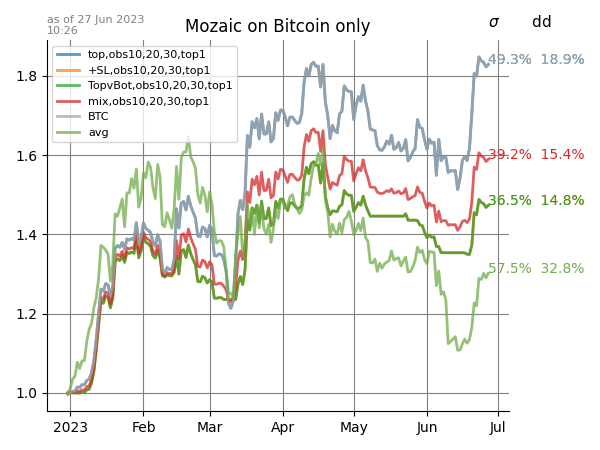 as of 27 Jun 2023
10:26
Mozaic on Bitcoin only
σ dd
top,obs10,20,30,top1
+SL,obs10,20,30,top1
TopvBot,obs10,20,30,top1
mix,obs10,20,30,top1
BTC
avg
49.3% 18.9%
39.2% 15.4%
36.5% 14.8%
57.5% 32.8%
1.8
1.6
1.4
1.2
1.0
2023 Feb Mar Apr May Jun Jul